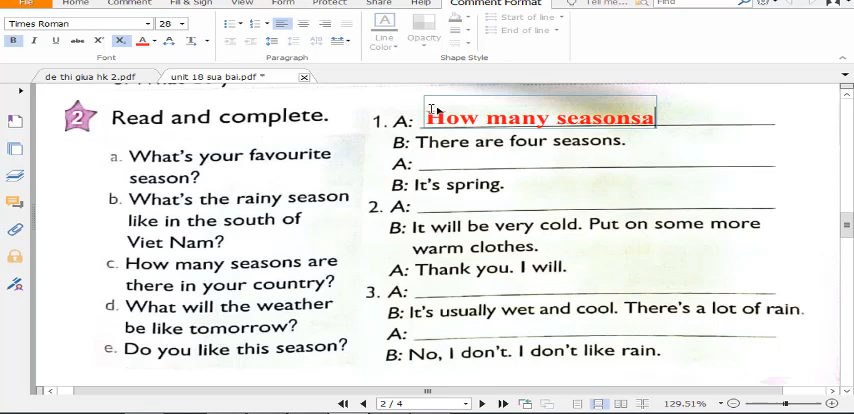 File Home Comment Fill & Sign View Form Protect Share Help Comment Format Tell me... Find
Times Roman 28
B I U abc X² X₂ A A
Line Color Opacity
Start of line
End of line
Font Paragraph Shape Style
de thi giua hk 2.pdf unit 18 sua bai.pdf *
2 Read and complete.
a. What's your favourite
season?
b. What's the rainy season
like in the south of
Viet Nam?
c. How many seasons are
there in your country?
d. What will the weather
be like tomorrow?
e. Do you like this season?
1. A: How many seasonsa
B: There are four seasons.
A:
B: It's spring.
2. A:
B: It will be very cold. Put on some more
warm clothes.
A: Thank you. I will.
3. A:
B: It's usually wet and cool. There's a lot of rain.
A:
B: No, I don't. I don't like rain.
2 / 4 129.51%